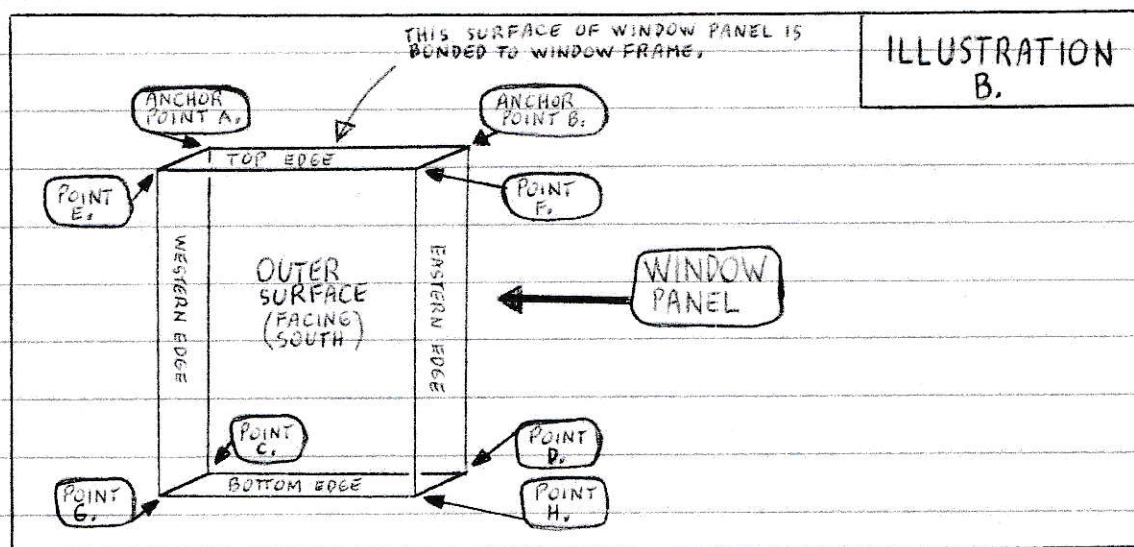 THIS SURFACE OF WINDOW PANEL IS
BONDED TO WINDOW FRAME.
ILLUSTRATION
B.
ANCHOR
POINT A.
ANCHOR
POINT B.
TOP EDGE
POINT
E.
POINT
F.
WESTERN EDGE
OUTER
SURFACE
(FACING
SOUTH)
EASTERN EDGE
WINDOW
PANEL
POINT
C.
POINT
D.
BOTTOM EDGE
POINT
G.
POINT
H.